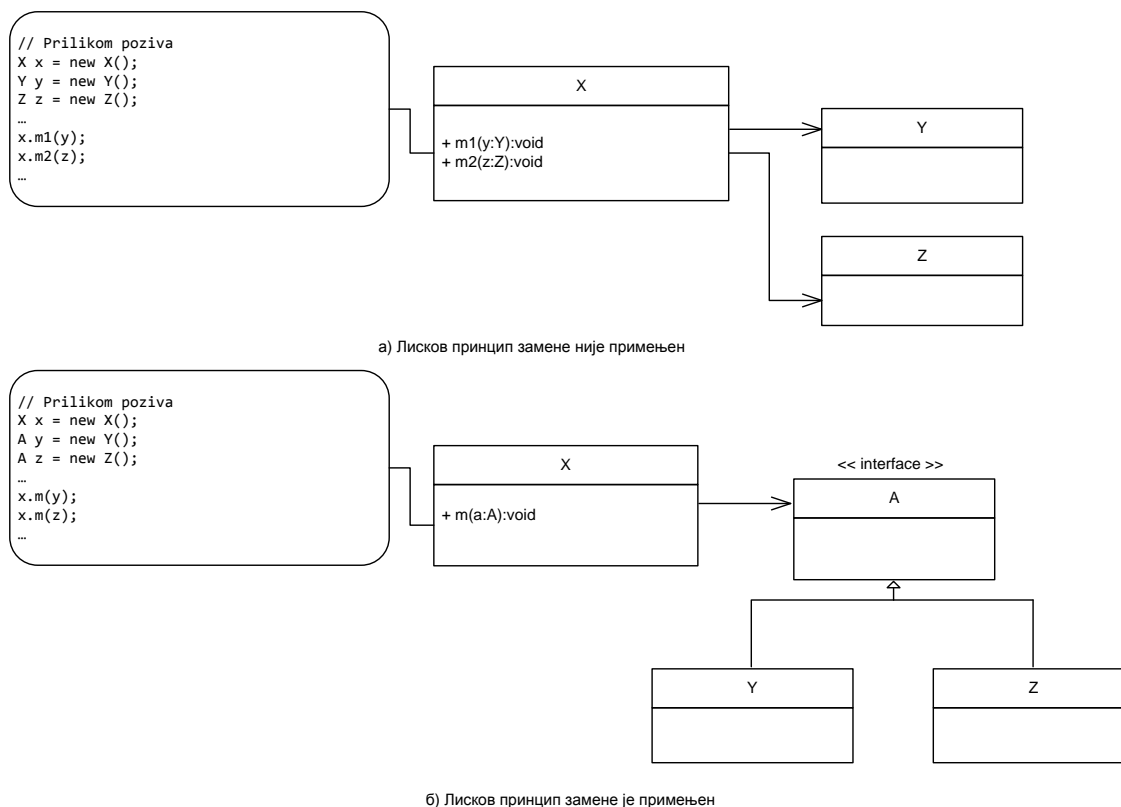 // Prilikom poziva
X x = new X();
Y y = new Y();
Z z = new Z();
…
x.m1(y);
x.m2(z);
…
X
+ m1(y:Y):void
+ m2(z:Z):void
Y
Z
а) Лисков принцип замене није примењен
// Prilikom poziva
X x = new X();
A y = new Y();
A z = new Z();
…
x.m(y);
x.m(z);
…
X
+ m(a:A):void
<< interface >>
A
Y
Z
б) Лисков принцип замене је примењен